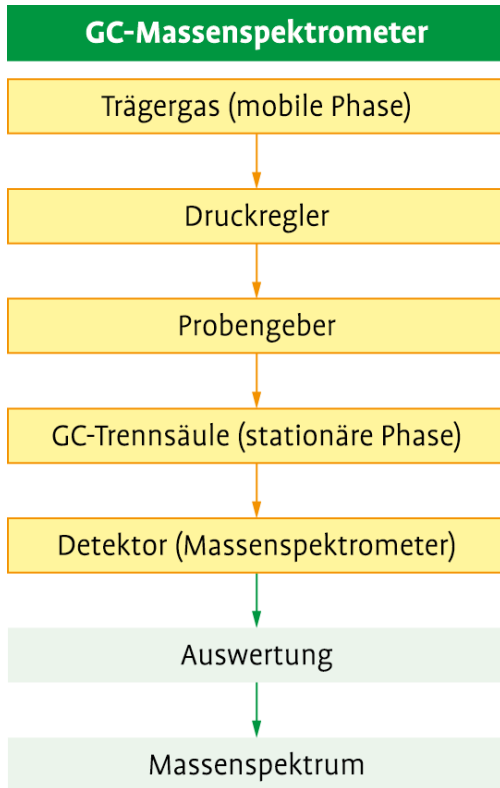 GC-Massenspektrometer
Trägergas (mobile Phase)
Druckregler
Probengeber
GC-Trennsäule (stationäre Phase)
Detektor (Massenspektrometer)
Auswertung
Massenspektrum